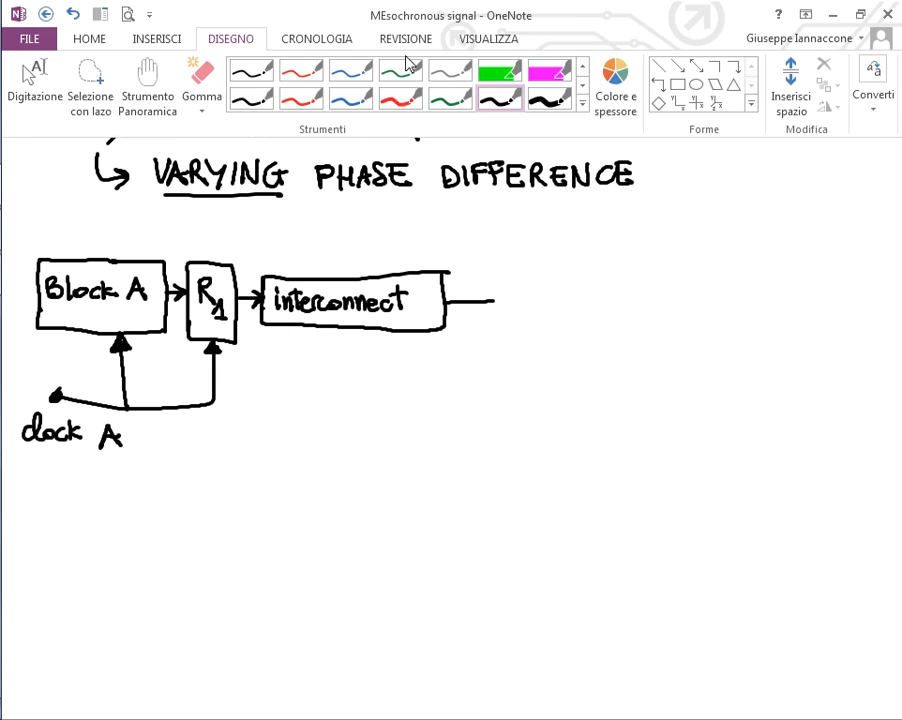 MEsochronous signal - OneNote
FILE HOME INSERISCI DISEGNO CRONOLOGIA REVISIONE VISUALIZZA Giuseppe Iannaccone
Digitazione
Selezione con lazo
Strumento Panoramica
Gomma
Colore e spessore
Inserisci spazio
Converti
Strumenti Forme Modifica
VARYING PHASE DIFFERENCE
Block A R1 interconnect
clock A